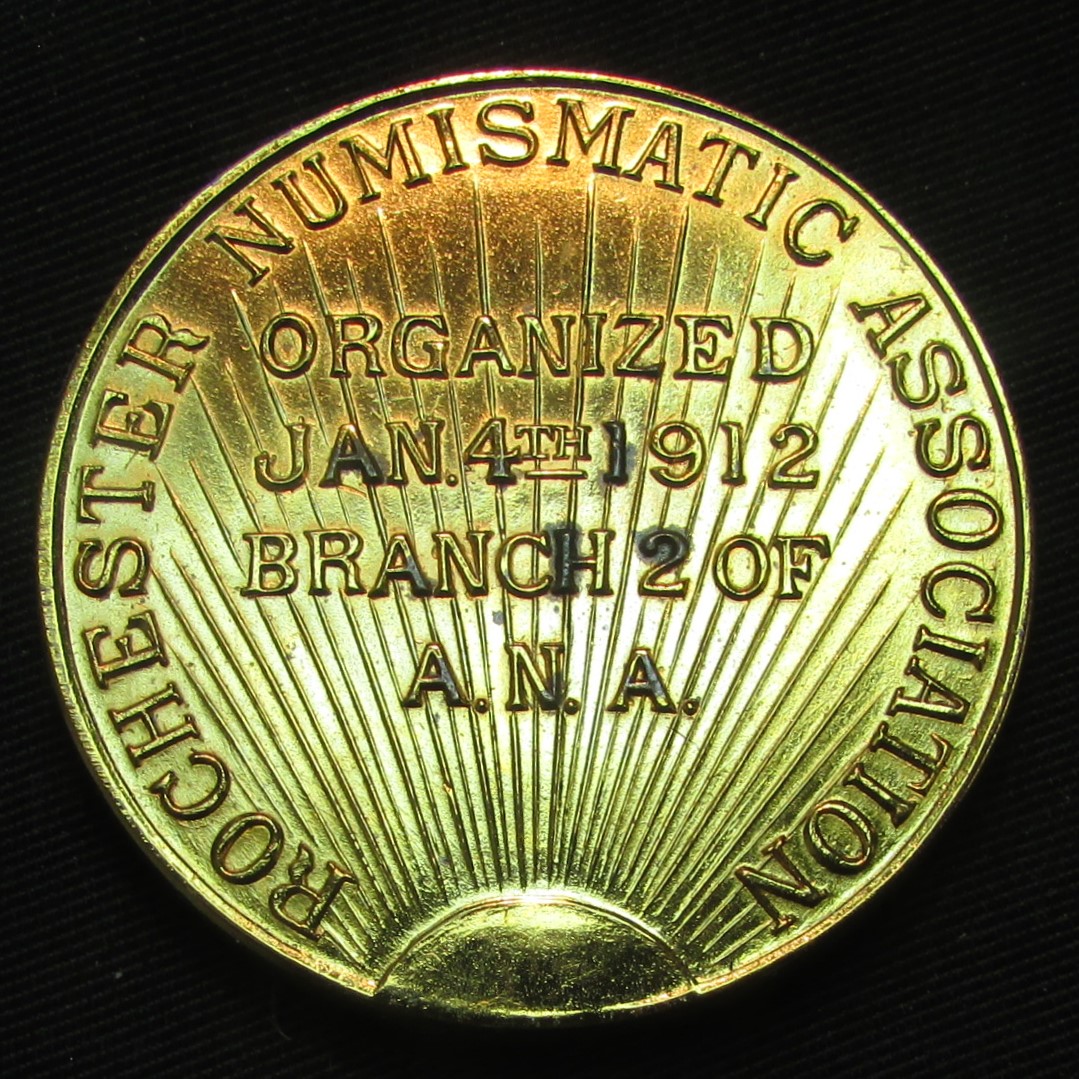 ROCHESTER NUMISMATIC ASSOCIATION
ORGANIZED
JAN. 4TH 1912
BRANCH 2 OF
A. N. A.